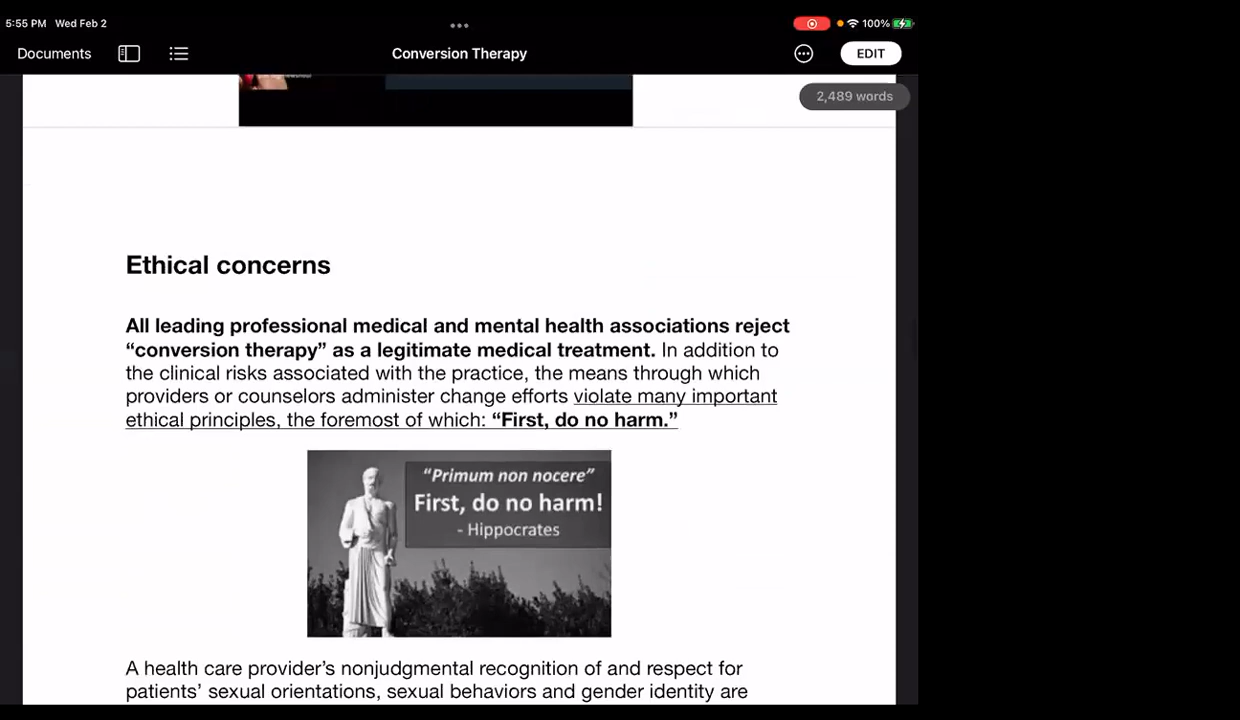 5:55 PM Wed Feb 2
100%
Documents
Conversion Therapy
EDIT
2,489 words
Ethical concerns
All leading professional medical and mental health associations reject
“conversion therapy” as a legitimate medical treatment. In addition to
the clinical risks associated with the practice, the means through which
providers or counselors administer change efforts violate many important
ethical principles, the foremost of which: “First, do no harm.”
“Primum non nocere”
First, do no harm!
- Hippocrates
A health care provider’s nonjudgmental recognition of and respect for
patients’ sexual orientations, sexual behaviors and gender identity are